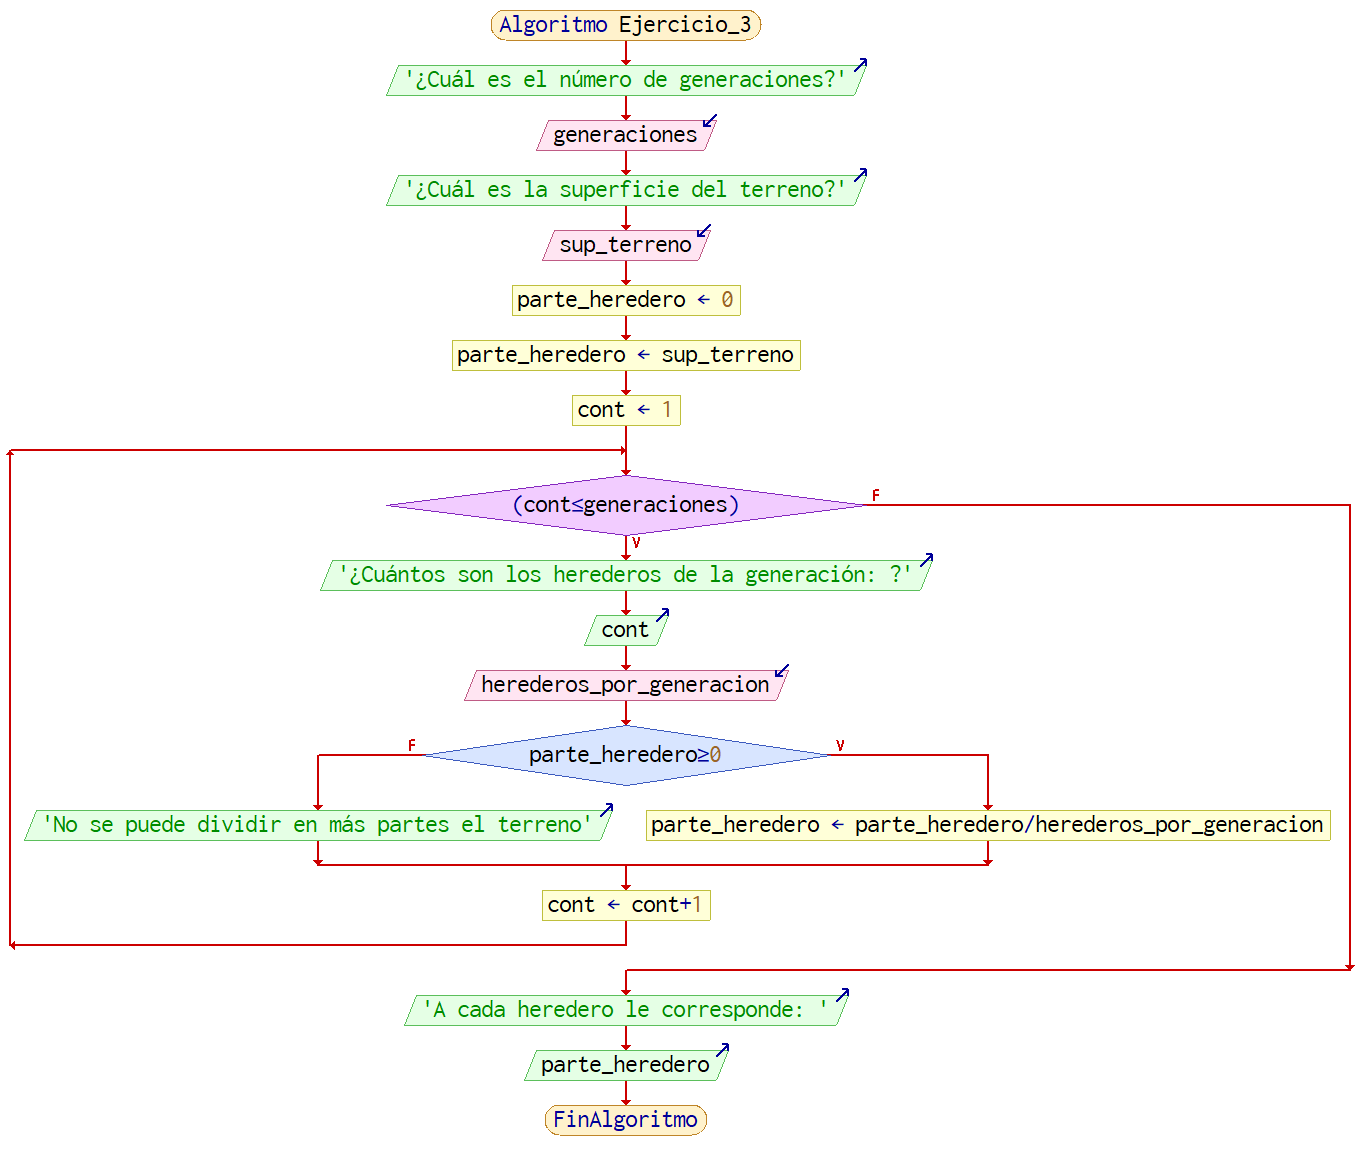 Algoritmo Ejercicio_3
'¿Cuál es el número de generaciones?'
generaciones
'¿Cuál es la superficie del terreno?'
sup_terreno
parte_heredero ← 0
parte_heredero ← sup_terreno
cont ← 1
(cont≤generaciones)
F
V
'¿Cuántos son los herederos de la generación: ?'
cont
herederos_por_generacion
F
parte_heredero≥0
V
'No se puede dividir en más partes el terreno'
parte_heredero ← parte_heredero/herederos_por_generacion
cont ← cont+1
'A cada heredero le corresponde: '
parte_heredero
FinAlgoritmo